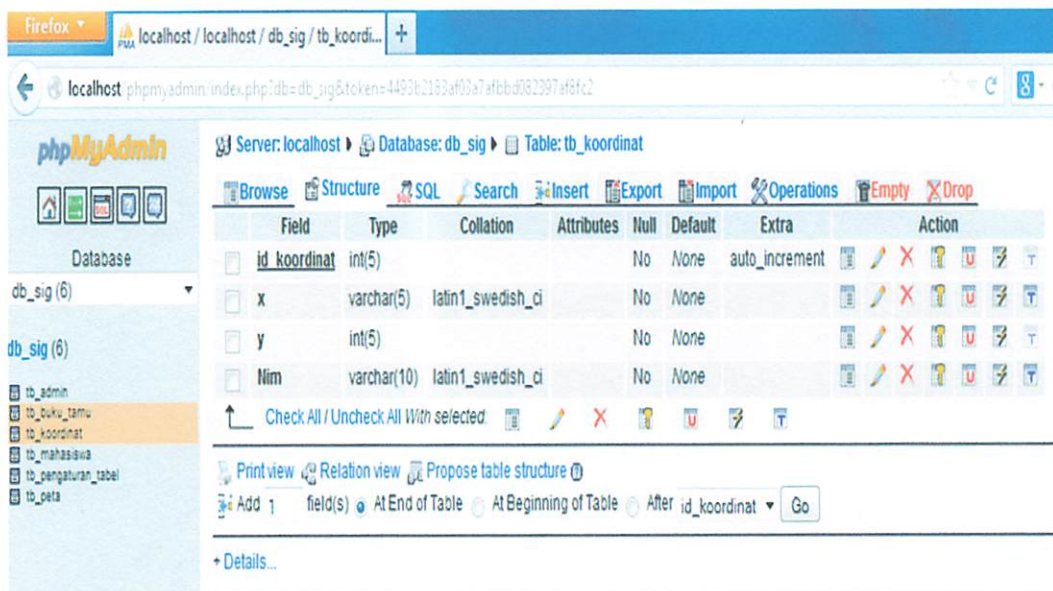 Firefox
PMA localhost / localhost / db_sig / tb_koordi...
localhost phpmyadmin/index.php?db=db_sig&token=4493b2183af03a7afbbd082397af8fc2
phpMyAdmin
Server: localhost Database: db_sig Table: tb_koordinat
Browse Structure SQL Search Insert Export Import Operations Empty Drop
Field Type Collation Attributes Null Default Extra Action
id_koordinat int(5) No None auto_increment
x varchar(5) latin1_swedish_ci No None
y int(5) No None
Nim varchar(10) latin1_swedish_ci No None
Check All / Uncheck All With selected:
Print view Relation view Propose table structure
Add 1 field(s) At End of Table At Beginning of Table After id_koordinat Go
+ Details...
Database
db_sig (6)
db_sig (6)
tb_admin
tb_buku_tamu
tb_koordinat
tb_mahasiswa
tb_pengaturan_tabel
tb_peta